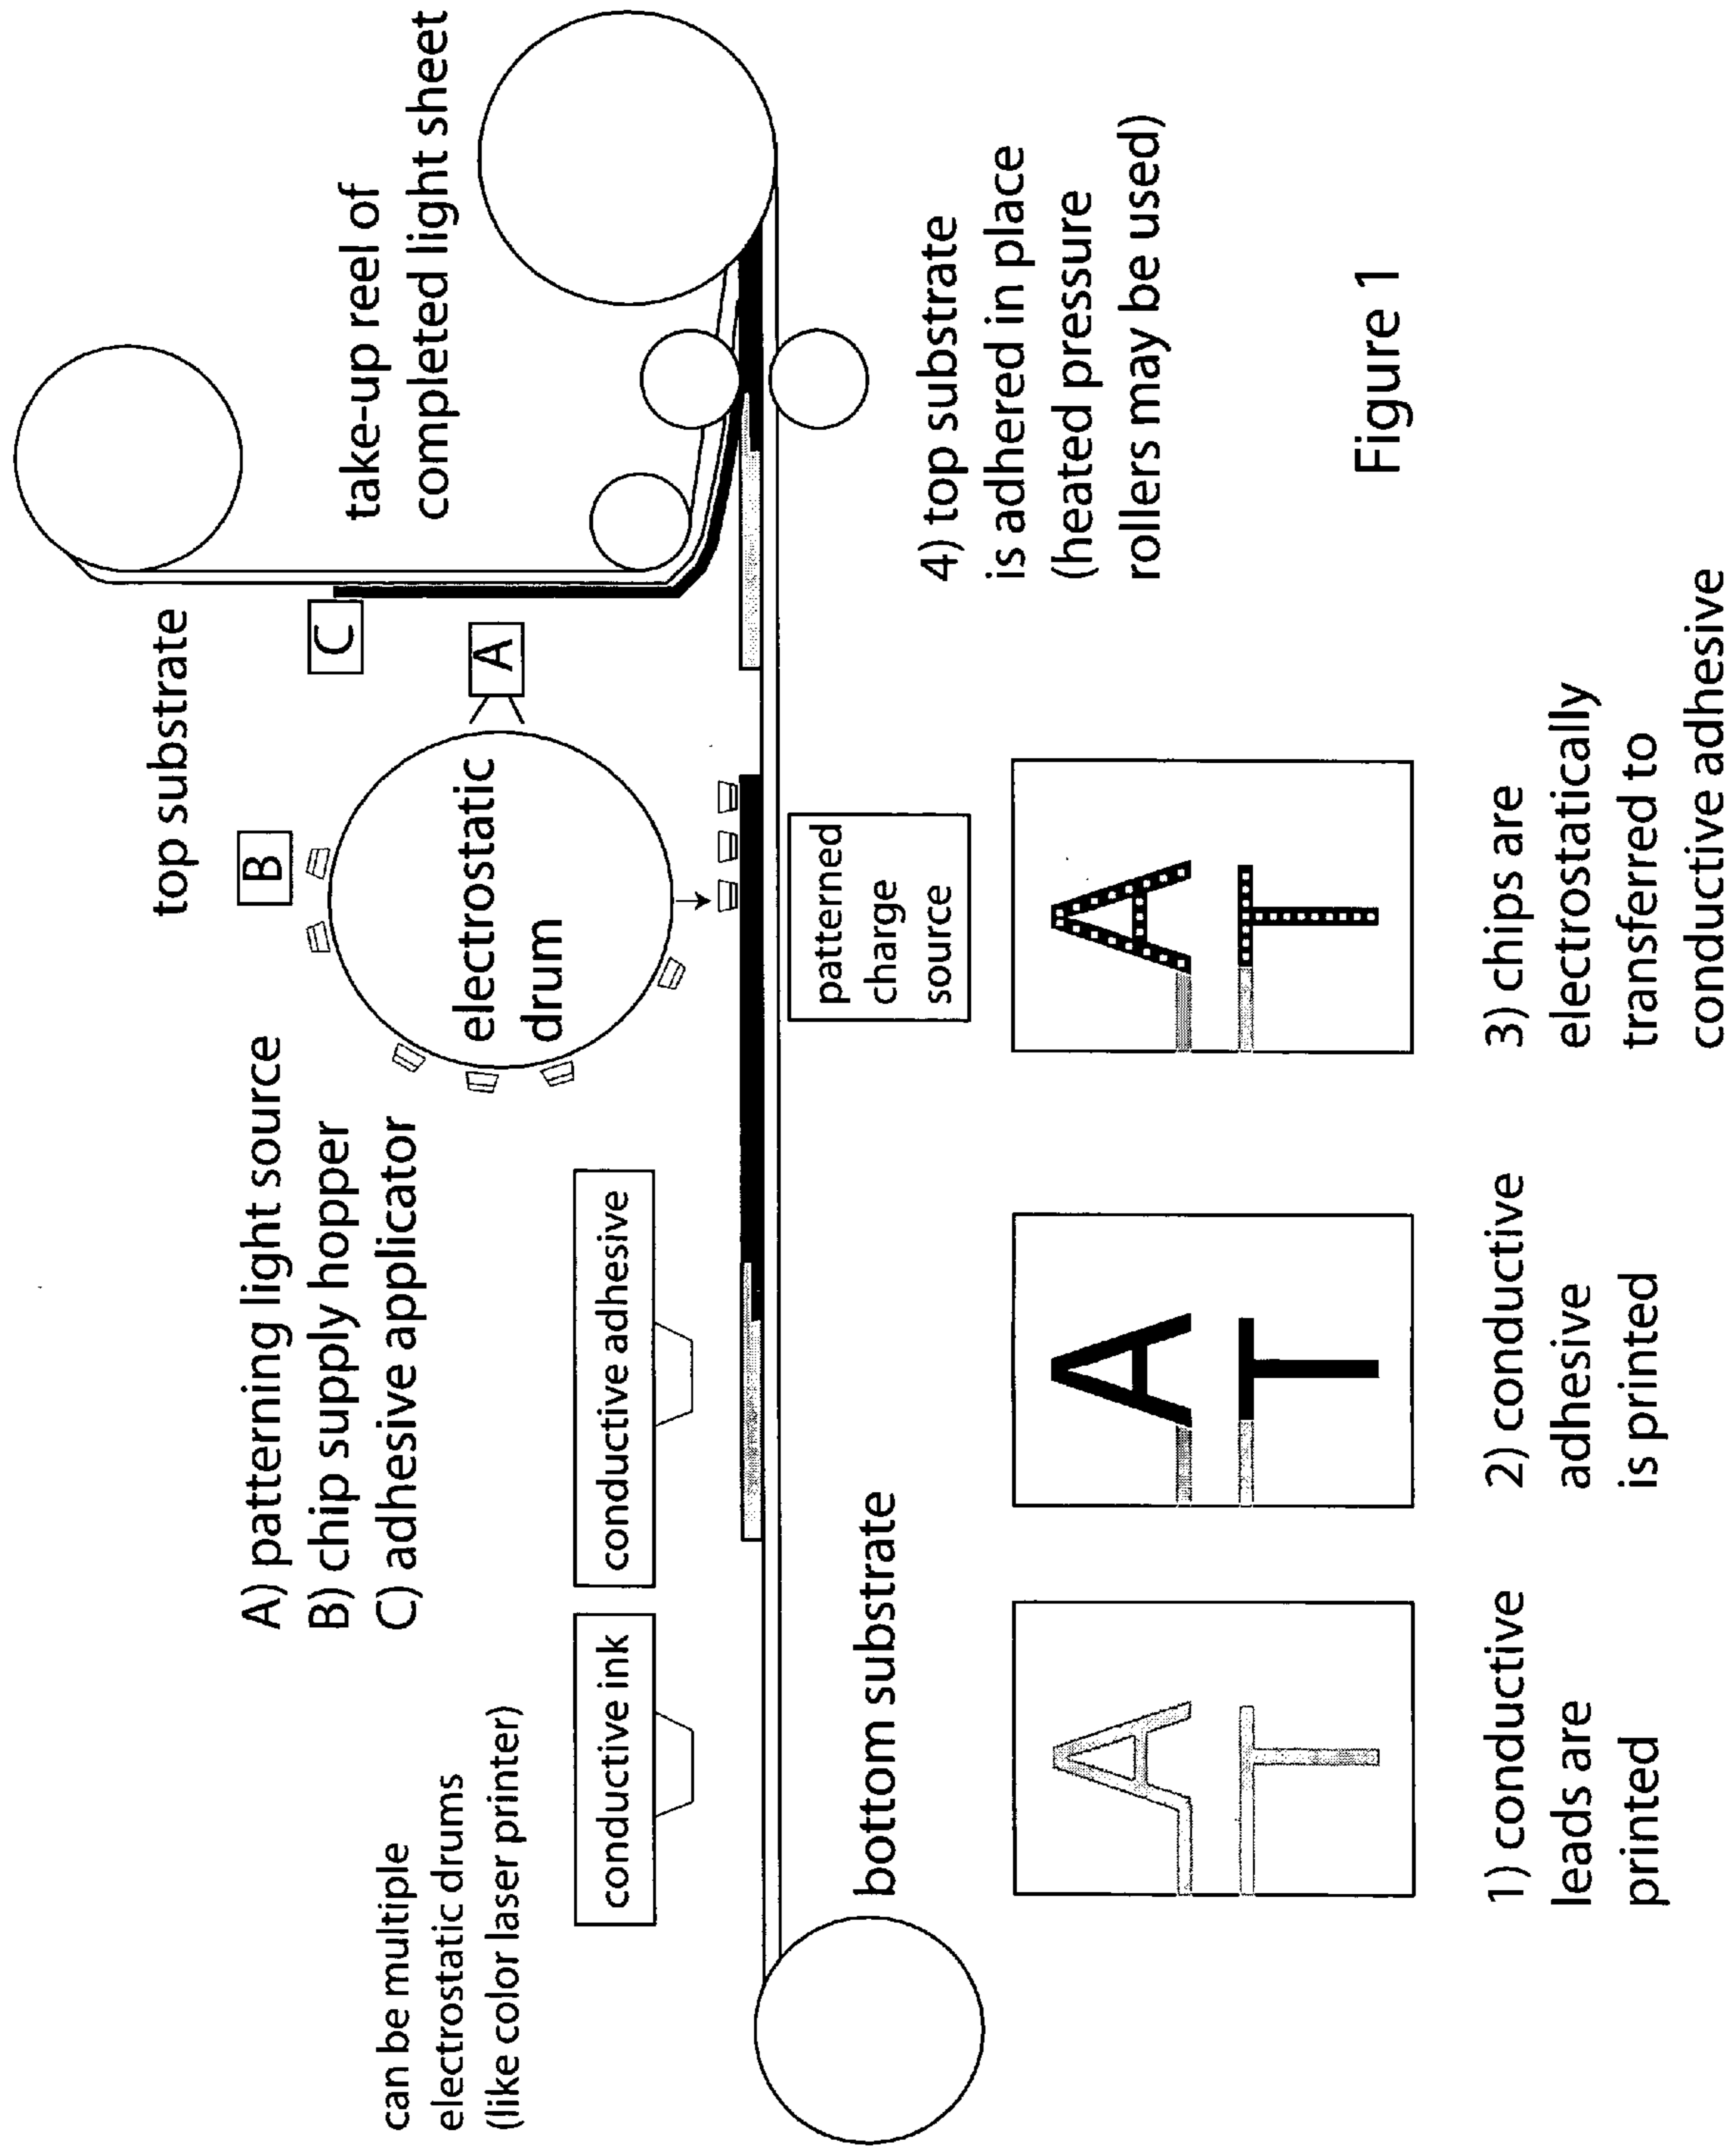 can be multiple
electrostatic drums
(like color laser printer)
A) patterning light source
B) chip supply hopper
C) adhesive applicator
top substrate
take-up reel of
completed light sheet
B
C
A
electrostatic
drum
conductive ink
conductive adhesive
patterned
charge
source
bottom substrate
4) top substrate
is adhered in place
(heated pressure
rollers may be used)
A
T
A
T
A
T
1) conductive
leads are
printed
2) conductive
adhesive
is printed
3) chips are
electrostatically
transferred to
conductive adhesive
Figure 1